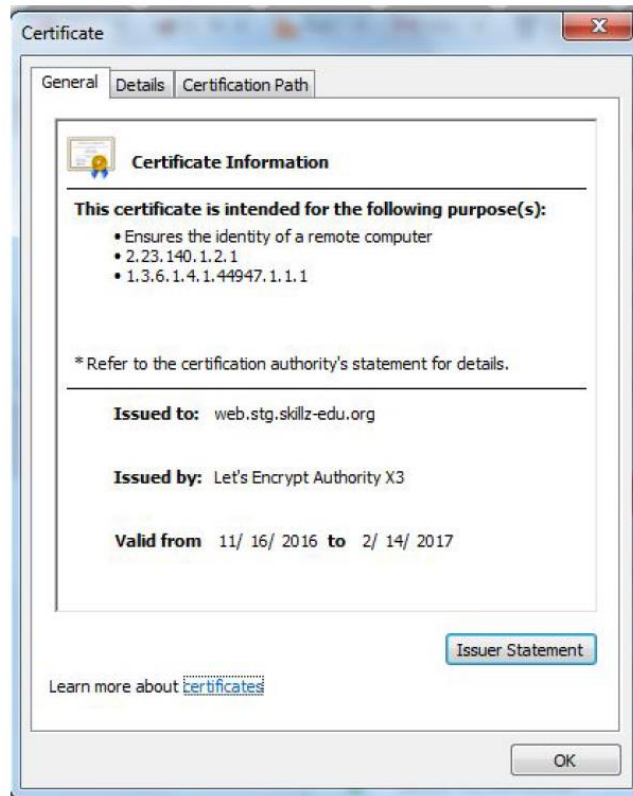 Certificate
General
Details
Certification Path
Certificate Information
This certificate is intended for the following purpose(s):
• Ensures the identity of a remote computer
• 2.23.140.1.2.1
• 1.3.6.1.4.1.44947.1.1.1
* Refer to the certification authority's statement for details.
Issued to: web.stg.skillz-edu.org
Issued by: Let's Encrypt Authority X3
Valid from 11/ 16/ 2016 to 2/ 14/ 2017
Issuer Statement
Learn more about certificates
OK